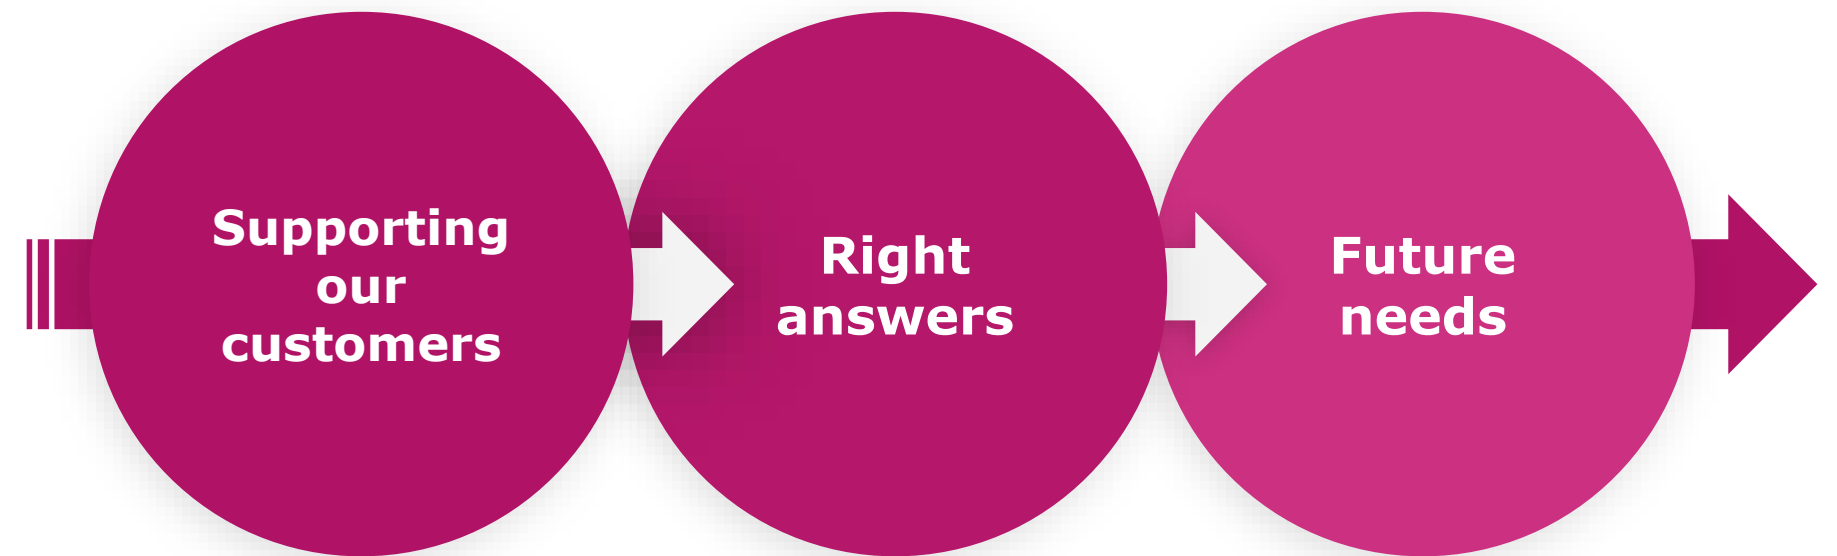 Supporting
our
customers
Right
answers
Future
needs